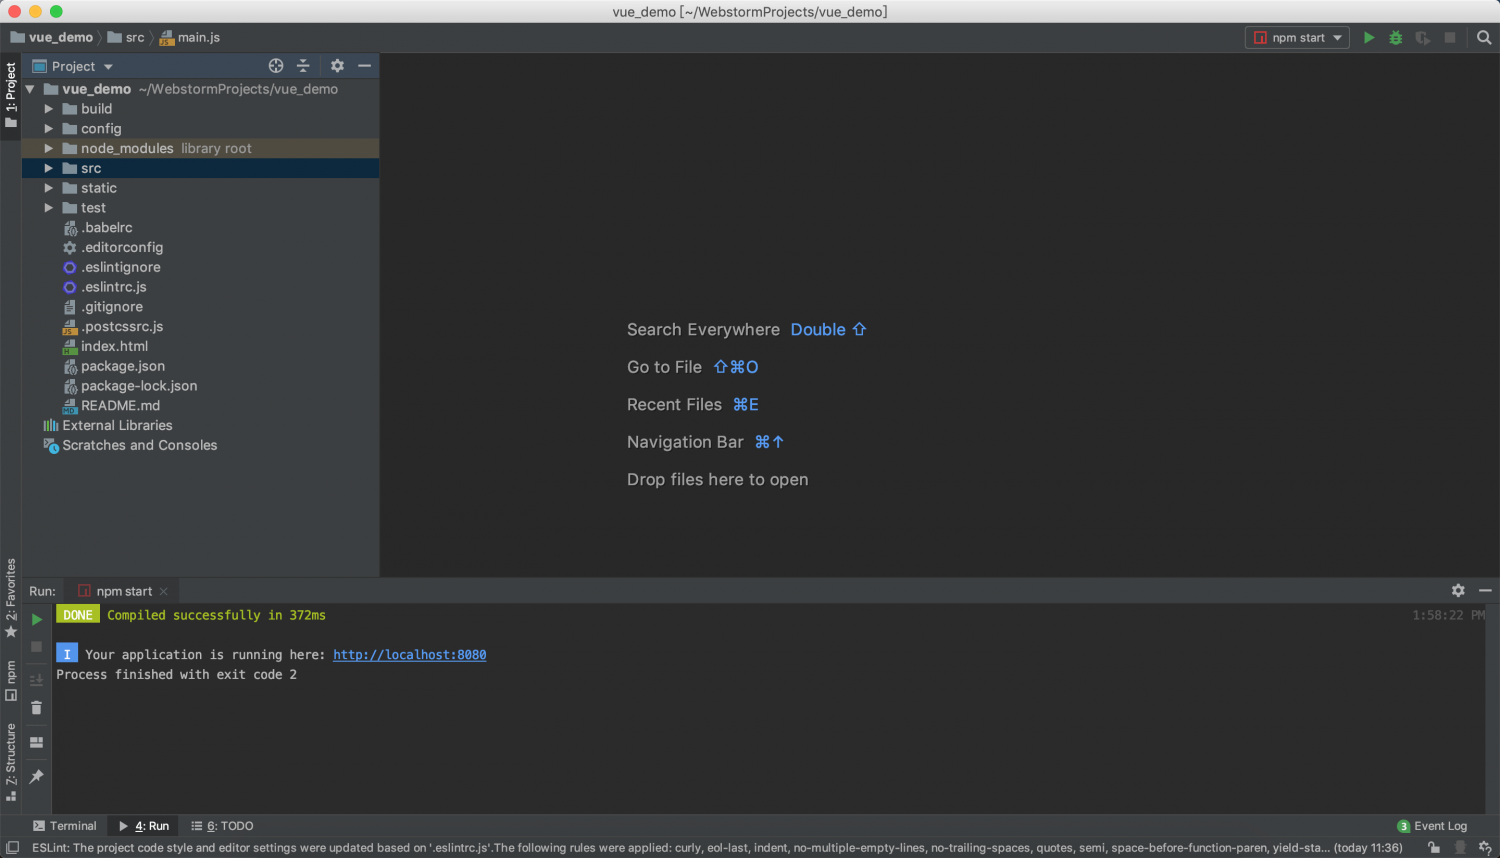 vue_demo [~/WebstormProjects/vue_demo]
vue_demo src main.js
npm start
1: Project
Project
vue_demo ~/WebstormProjects/vue_demo
build
config
node_modules library root
src
static
test
.babelrc
.editorconfig
.eslintignore
.eslintrc.js
.gitignore
.postcssrc.js
index.html
package.json
package-lock.json
README.md
External Libraries
Scratches and Consoles
Search Everywhere Double ⇧
Go to File ⇧⌘O
Recent Files ⌘E
Navigation Bar ⌘↑
Drop files here to open
2: Favorites
npm
Z: Structure
Run: npm start
DONE Compiled successfully in 372ms 1:58:22 PM
I Your application is running here: http://localhost:8080
Process finished with exit code 2
Terminal 4: Run 6: TODO 3 Event Log
ESLint: The project code style and editor settings were updated based on '.eslintrc.js'.The following rules were applied: curly, eol-last, indent, no-multiple-empty-lines, no-trailing-spaces, quotes, semi, space-before-function-paren, yield-sta... (today 11:36)